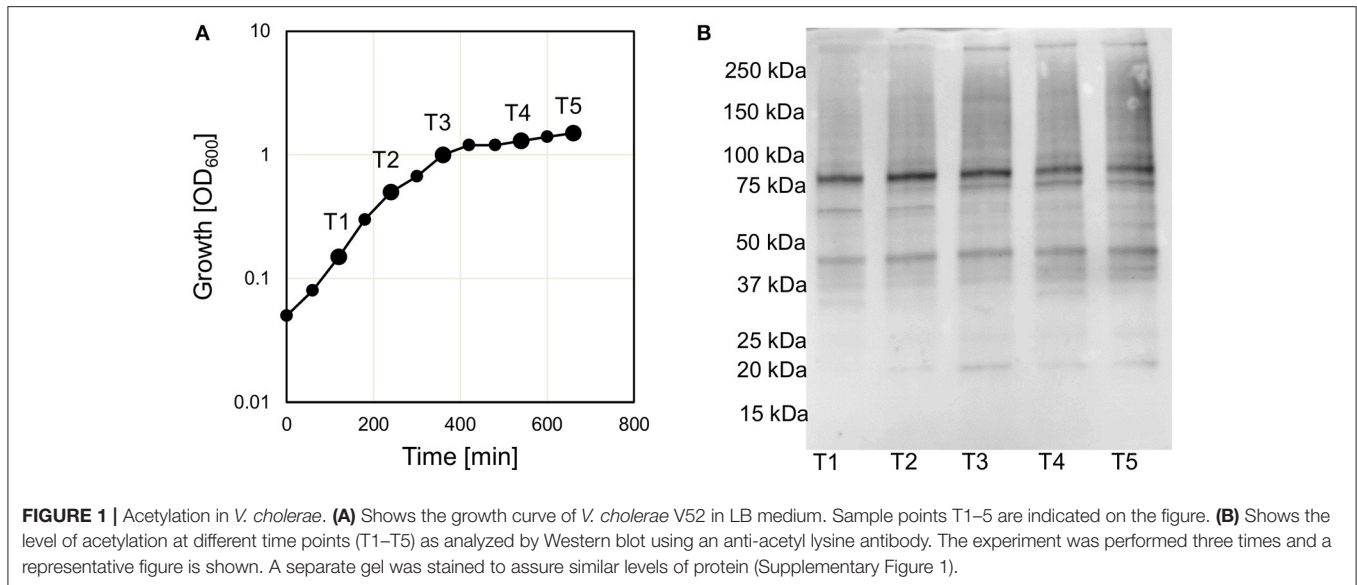 A
10
1
0.1
0.01
Growth [OD600]
T1
T2
T3
T4
T5
0
200
400
600
800
Time [min]
B
250 kDa
150 kDa
100 kDa
75 kDa
50 kDa
37 kDa
25 kDa
20 kDa
15 kDa
T1 T2 T3 T4 T5
FIGURE 1 | Acetylation in V. cholerae. (A) Shows the growth curve of V. cholerae V52 in LB medium. Sample points T1–5 are indicated on the figure. (B) Shows the
level of acetylation at different time points (T1–T5) as analyzed by Western blot using an anti-acetyl lysine antibody. The experiment was performed three times and a
representative figure is shown. A separate gel was stained to assure similar levels of protein (Supplementary Figure 1).